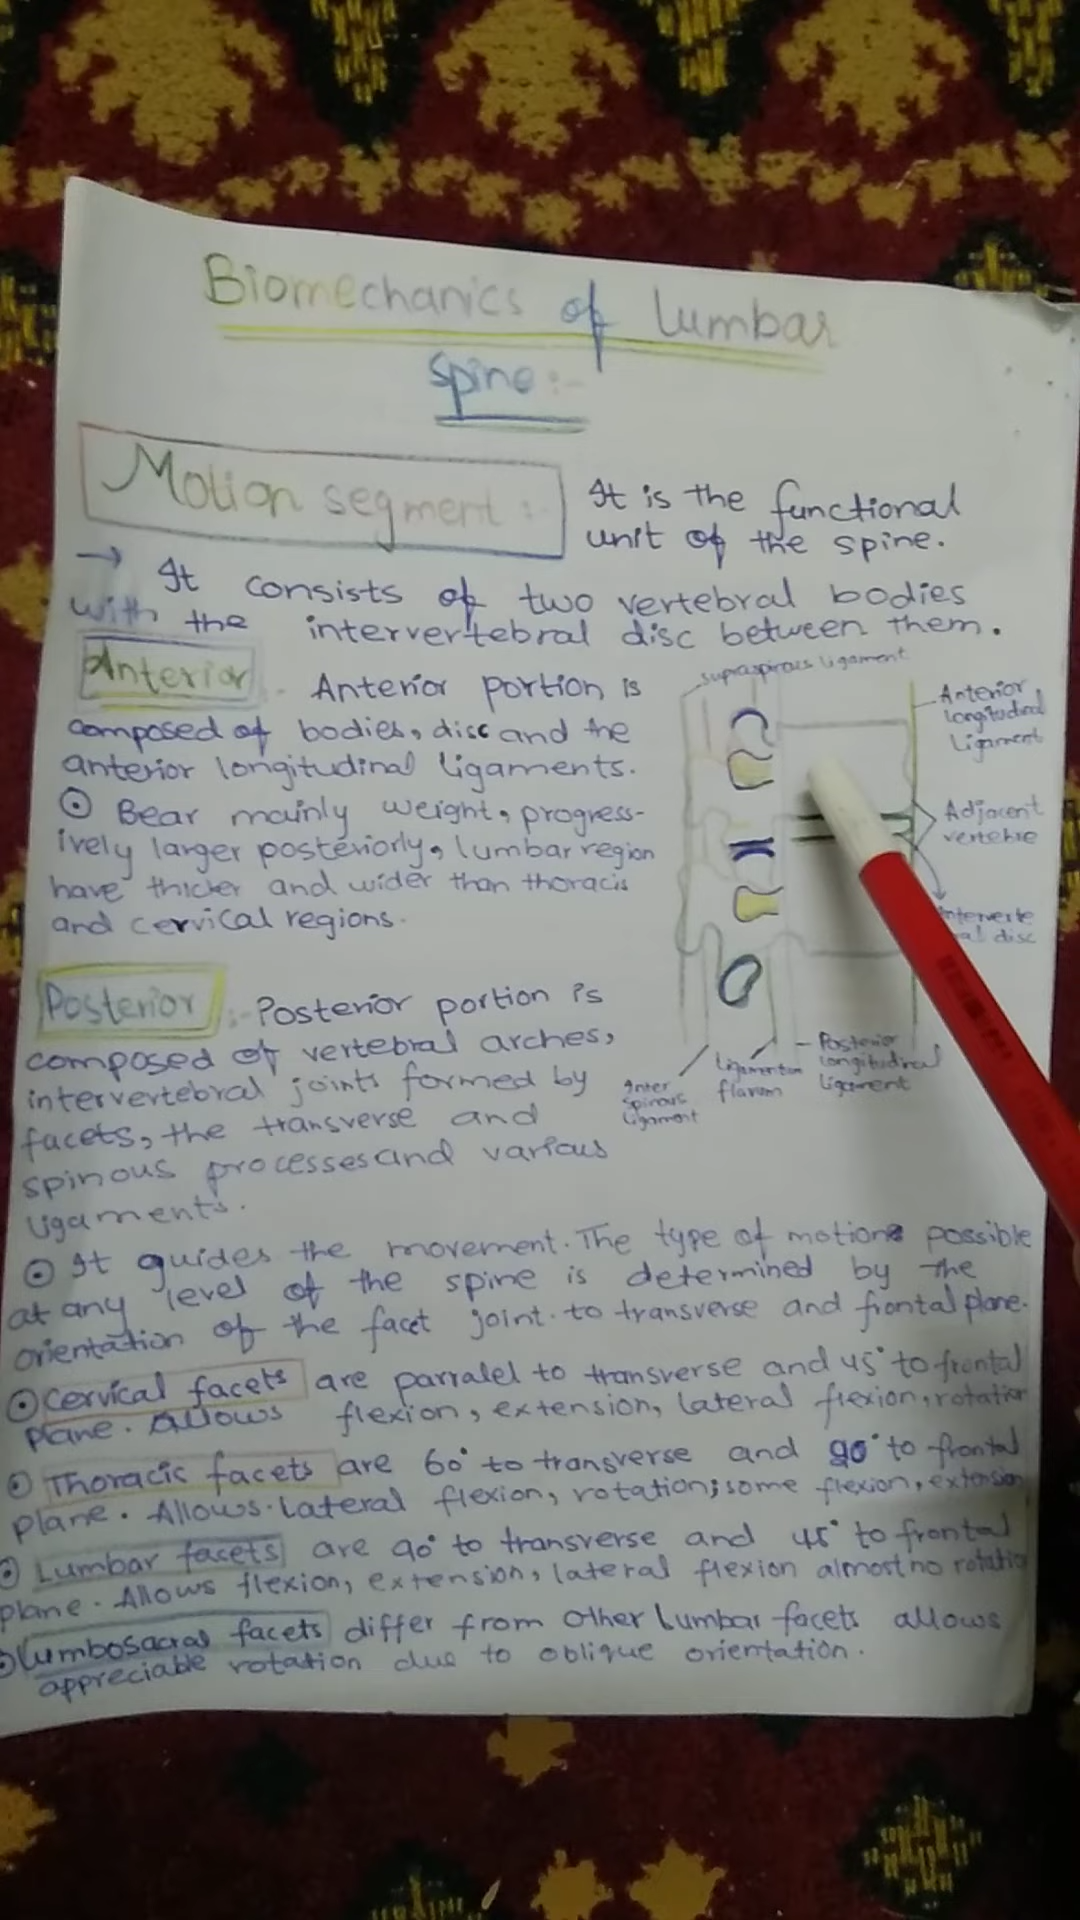 Biomechanics of lumbar
spine:-
Motion segment :-
It is the functional
unit of the spine.
→ It consists of two vertebral bodies
with the intervertebral disc between them.
Anterior :- Anterior portion is
composed of bodies, disc and the
anterior longitudinal ligaments.
⊙ Bear mainly weight, progress-
ively larger posteriorly, lumbar region
have thicker and wider than thoracis
and cervical regions.
supraspinous ligament
Anterior
longitudinal
Ligament
Adjacent
vertebre
interverte
al disc
Posterior
longitudinal
Ligament
Ligamentum
flavum
Inter
spinous
ligament
Posterior :- Posterior portion is
composed of vertebral arches,
intervertebral joints formed by
facets, the transverse and
spinous processes and various
ligaments.
⊙ It guides the movement. The type of motion possible
at any level of the spine is determined by the
orientation of the facet joint. to transverse and frontal plane.
⊙ Cervical facets are parralel to transverse and 45° to frontal
plane. Allows flexion, extension, lateral flexion, rotation
⊙ Thoracis facets are 60° to transverse and 90° to frontal
plane. Allows. lateral flexion, rotation; some flexion, extension
⊙ Lumbar facets are 90° to transverse and 45° to frontal
plane. Allows flexion, extension, lateral flexion almost no rotation
⊙ lumbosacral facets differ from other lumbar facets allows
appreciable rotation due to oblique orientation.